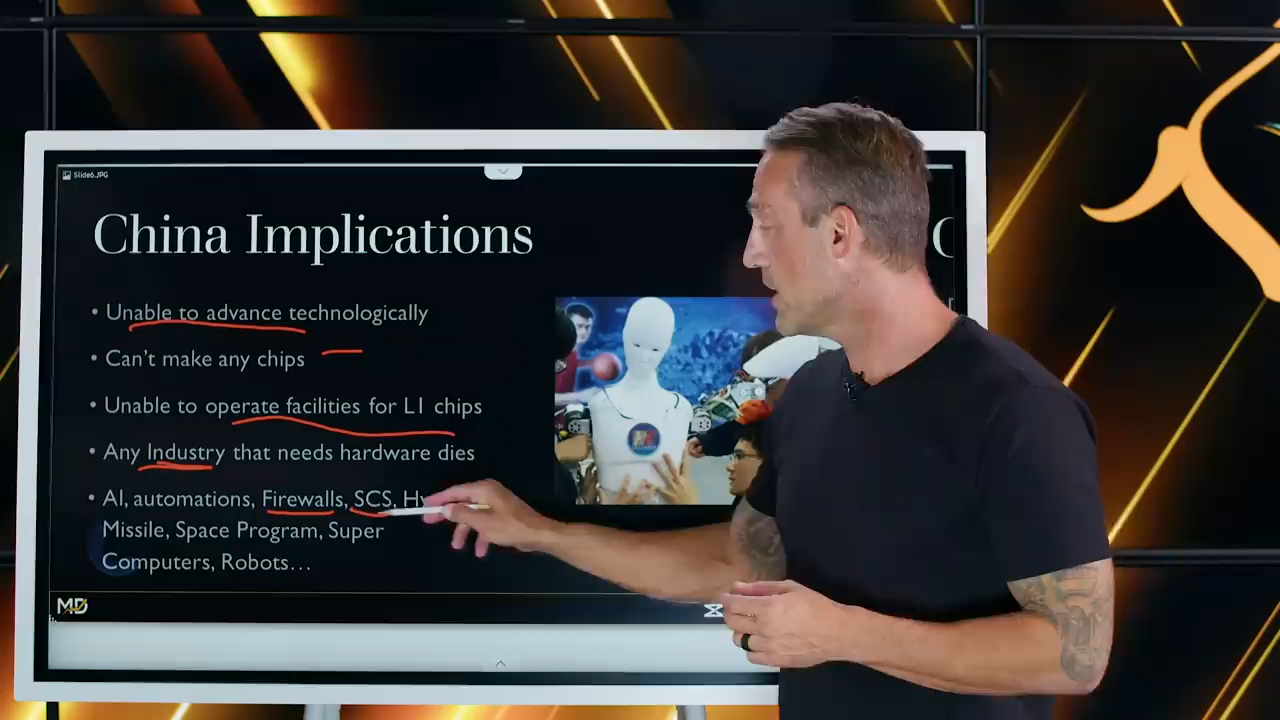 Slide6.JPG
China Implications
• Unable to advance technologically
• Can't make any chips
• Unable to operate facilities for L1 chips
• Any Industry that needs hardware dies
• AI, automations, Firewalls, SCS,
Missile, Space Program, Super
Computers, Robots…
MD